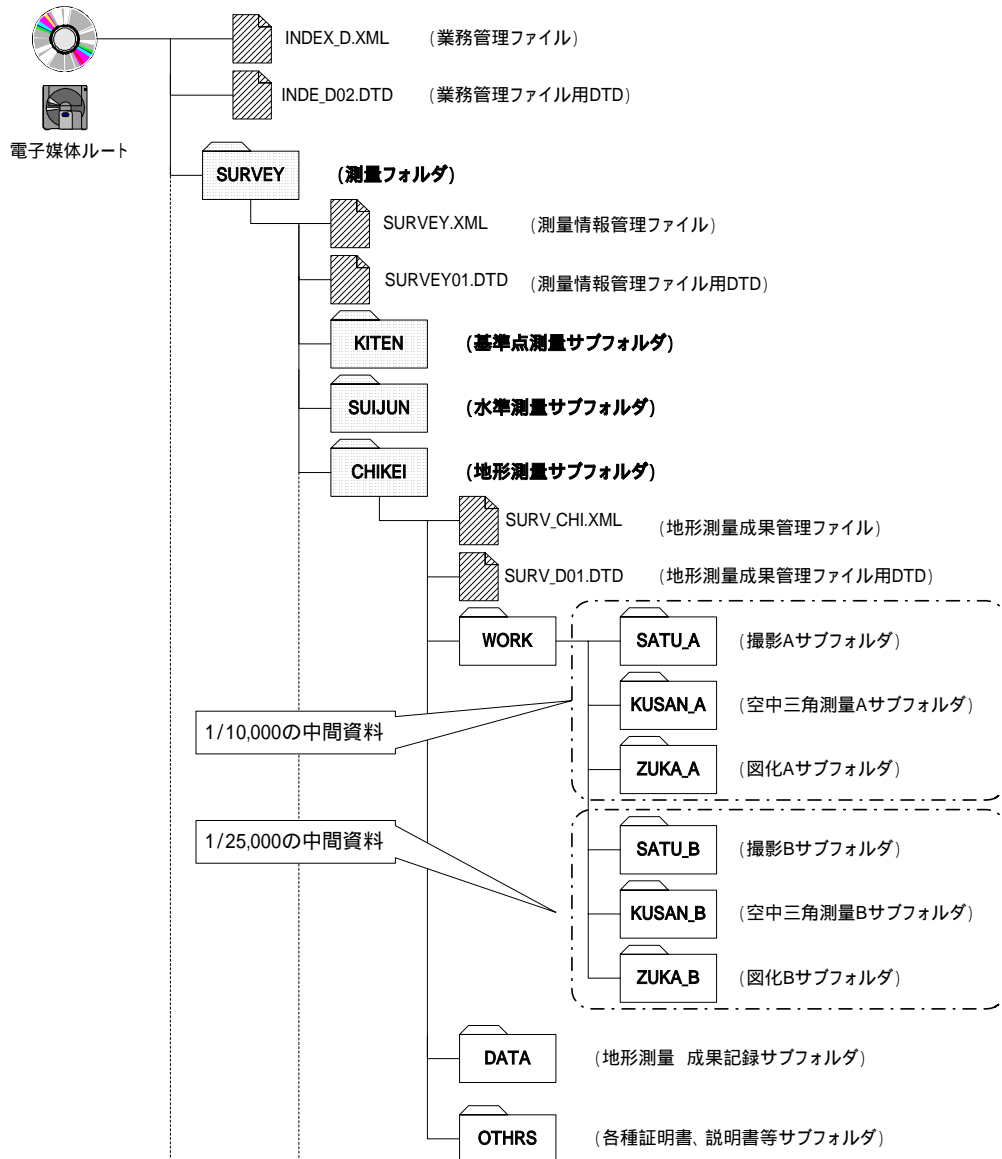 INDEX_D.XML (業務管理ファイル)
INDE_D02.DTD (業務管理ファイル用DTD)
電子媒体ルート
SURVEY (測量フォルダ)
SURVEY.XML (測量情報管理ファイル)
SURVEY01.DTD (測量情報管理ファイル用DTD)
KITEN (基準点測量サブフォルダ)
SUIJUN (水準測量サブフォルダ)
CHIKEI (地形測量サブフォルダ)
SURV_CHI.XML (地形測量成果管理ファイル)
SURV_D01.DTD (地形測量成果管理ファイル用DTD)
WORK
SATU_A (撮影Aサブフォルダ)
KUSAN_A (空中三角測量Aサブフォルダ)
1/10,000の中間資料
ZUKA_A (図化Aサブフォルダ)
1/25,000の中間資料
SATU_B (撮影Bサブフォルダ)
KUSAN_B (空中三角測量Bサブフォルダ)
ZUKA_B (図化Bサブフォルダ)
DATA (地形測量 成果記録サブフォルダ)
OTHRS (各種証明書、説明書等サブフォルダ)